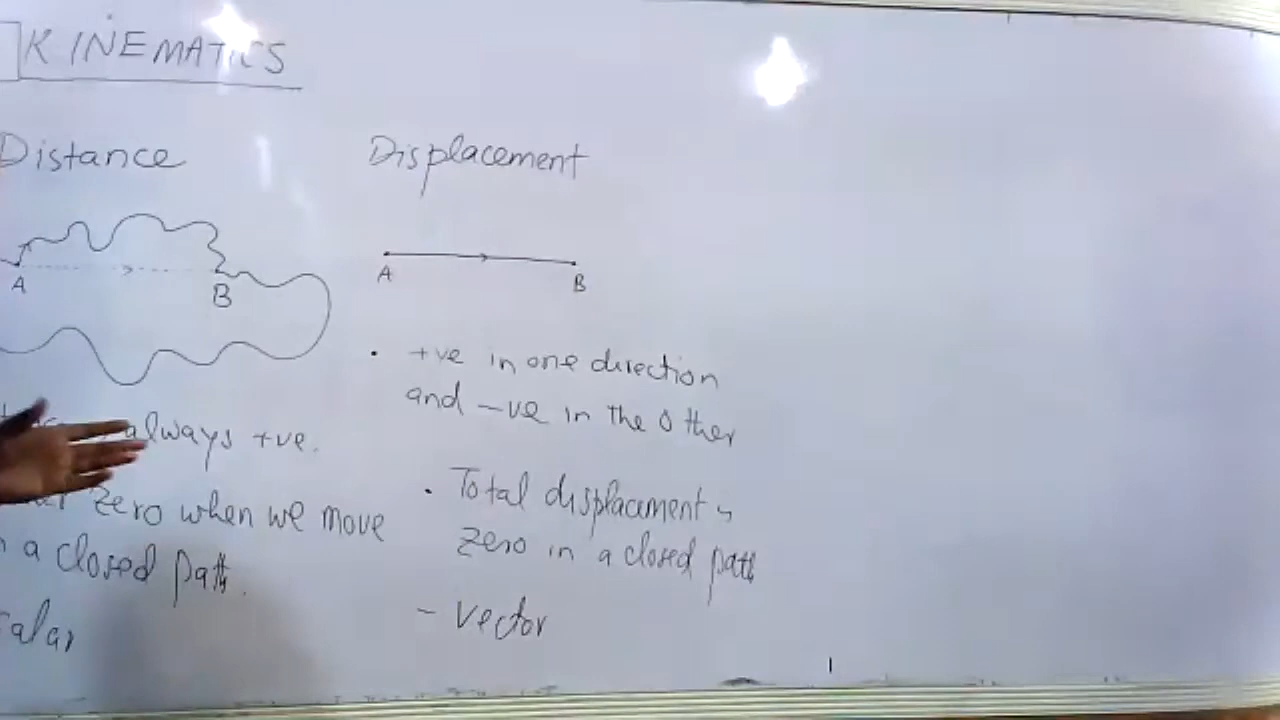 KINEMATICS
Distance
A
B
always +ve.
zero when we move
a closed path.
Displacement
A
B
• +ve in one direction
and -ve in the other
• Total displacement is
zero in a closed path
- vector